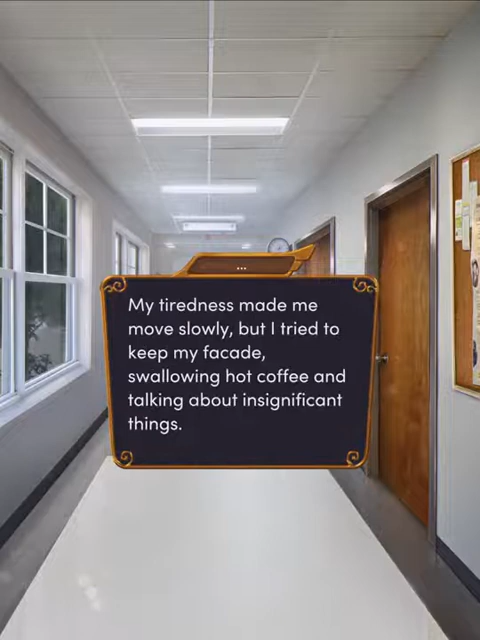 ...
My tiredness made me
move slowly, but I tried to
keep my facade,
swallowing hot coffee and
talking about insignificant
things.